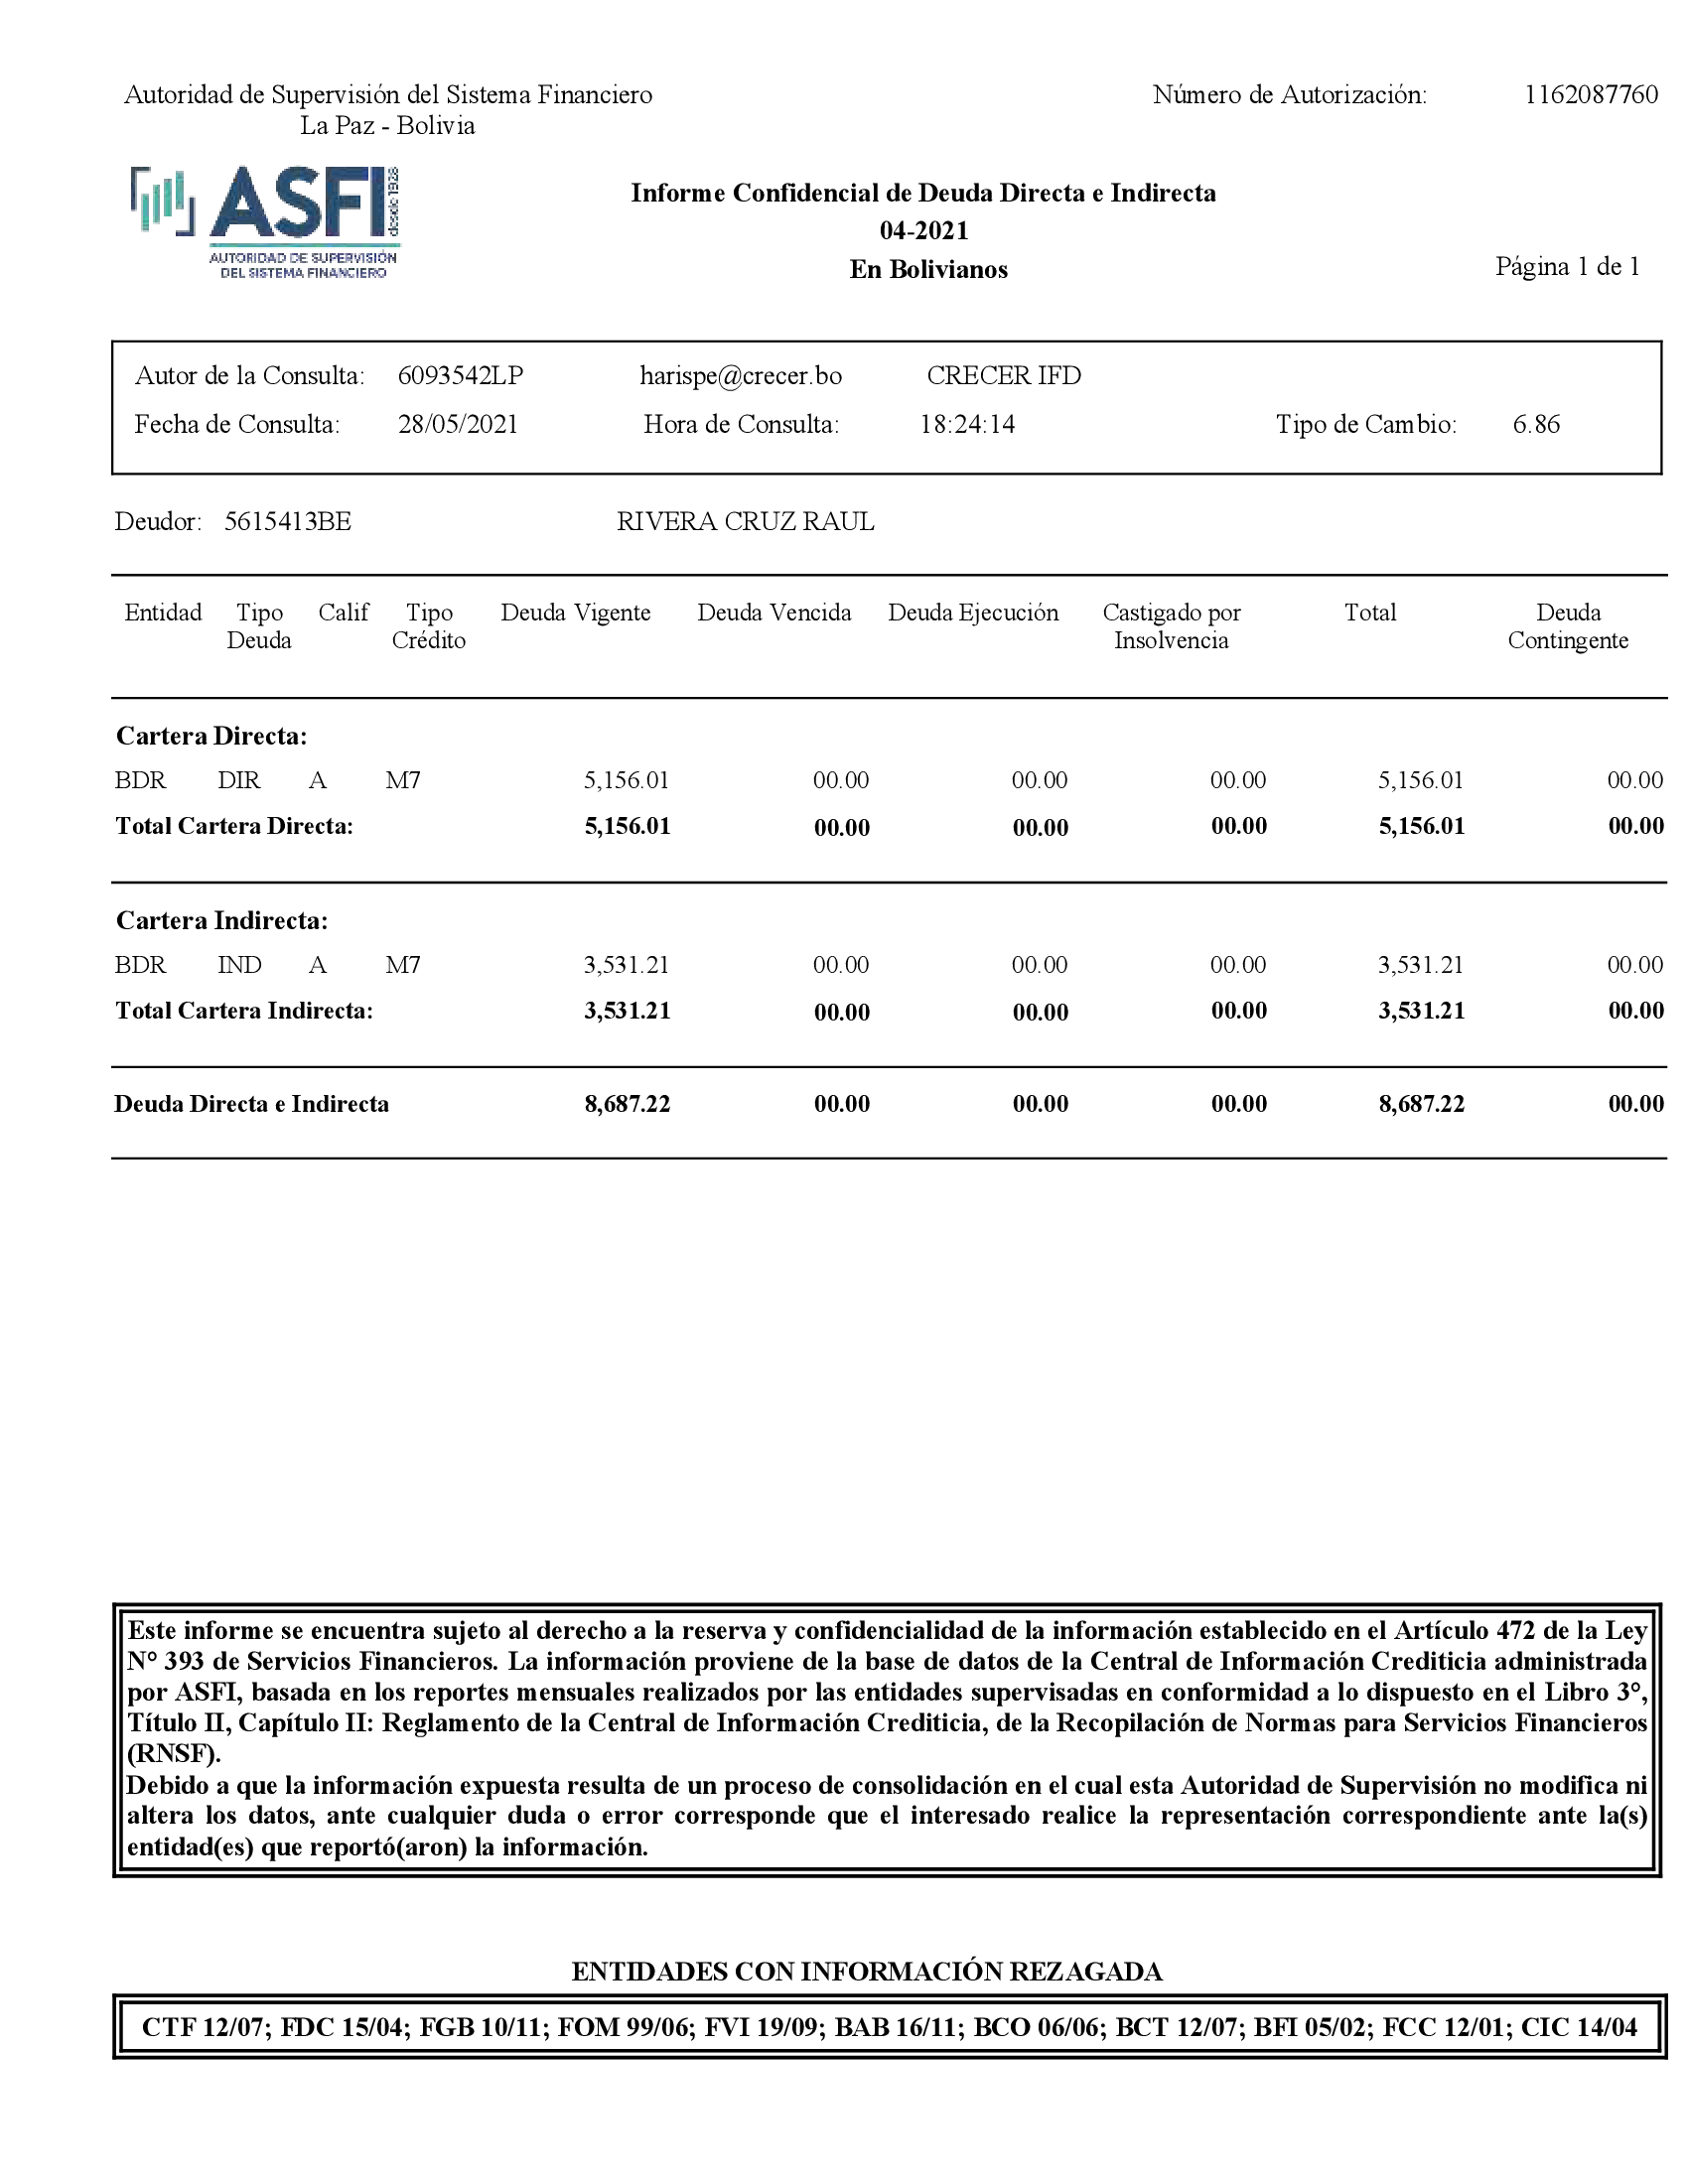 Autoridad de Supervisión del Sistema Financiero
La Paz - Bolivia
Número de Autorización: 1162087760
ASFI desde 1928
AUTORIDAD DE SUPERVISIÓN
DEL SISTEMA FINANCIERO
Informe Confidencial de Deuda Directa e Indirecta
04-2021
En Bolivianos
Página 1 de 1
Autor de la Consulta: 6093542LP harispe@crecer.bo CRECER IFD
Fecha de Consulta: 28/05/2021 Hora de Consulta: 18:24:14 Tipo de Cambio: 6.86
Deudor: 5615413BE RIVERA CRUZ RAUL
Entidad Tipo Calif Tipo Deuda Vigente Deuda Vencida Deuda Ejecución Castigado por Total Deuda
Deuda Crédito Insolvencia Contingente
Cartera Directa:
BDR DIR A M7 5,156.01 00.00 00.00 00.00 5,156.01 00.00
Total Cartera Directa: 5,156.01 00.00 00.00 00.00 5,156.01 00.00
Cartera Indirecta:
BDR IND A M7 3,531.21 00.00 00.00 00.00 3,531.21 00.00
Total Cartera Indirecta: 3,531.21 00.00 00.00 00.00 3,531.21 00.00
Deuda Directa e Indirecta 8,687.22 00.00 00.00 00.00 8,687.22 00.00
Este informe se encuentra sujeto al derecho a la reserva y confidencialidad de la información establecido en el Artículo 472 de la Ley
N° 393 de Servicios Financieros. La información proviene de la base de datos de la Central de Información Crediticia administrada
por ASFI, basada en los reportes mensuales realizados por las entidades supervisadas en conformidad a lo dispuesto en el Libro 3°,
Título II, Capítulo II: Reglamento de la Central de Información Crediticia, de la Recopilación de Normas para Servicios Financieros
(RNSF).
Debido a que la información expuesta resulta de un proceso de consolidación en el cual esta Autoridad de Supervisión no modifica ni
altera los datos, ante cualquier duda o error corresponde que el interesado realice la representación correspondiente ante la(s)
entidad(es) que reportó(aron) la información.
ENTIDADES CON INFORMACIÓN REZAGADA
CTF 12/07; FDC 15/04; FGB 10/11; FOM 99/06; FVI 19/09; BAB 16/11; BCO 06/06; BCT 12/07; BFI 05/02; FCC 12/01; CIC 14/04